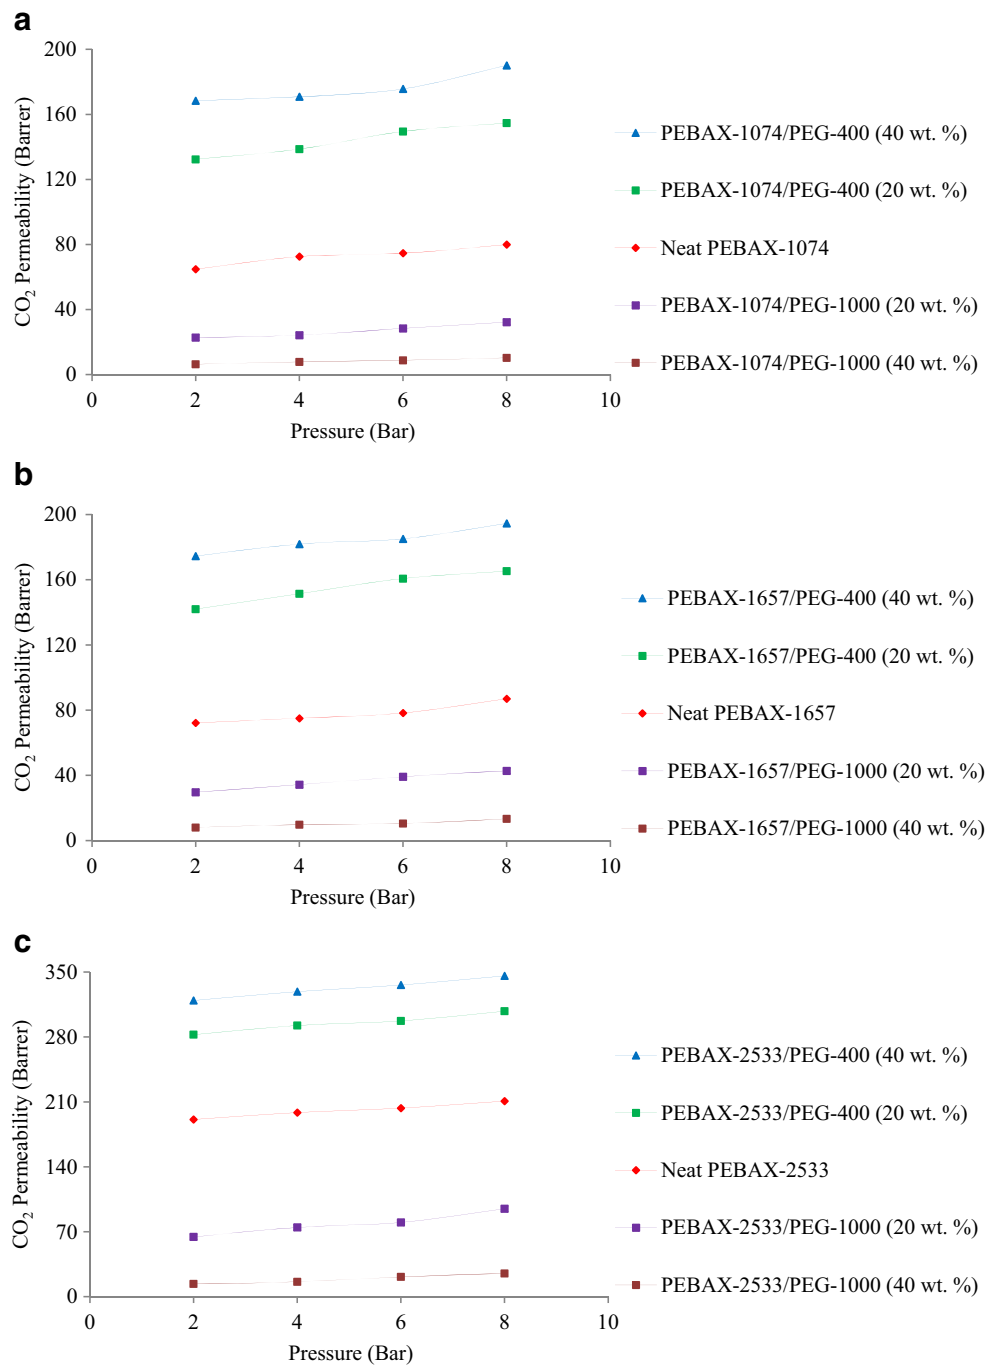 a
200
160
120
80
40
0
0 2 4 6 8 10
CO₂ Permeability (Barrer)
Pressure (Bar)
PEBAX-1074/PEG-400 (40 wt. %)
PEBAX-1074/PEG-400 (20 wt. %)
Neat PEBAX-1074
PEBAX-1074/PEG-1000 (20 wt. %)
PEBAX-1074/PEG-1000 (40 wt. %)
b
200
160
120
80
40
0
0 2 4 6 8 10
CO₂ Permeability (Barrer)
Pressure (Bar)
PEBAX-1657/PEG-400 (40 wt. %)
PEBAX-1657/PEG-400 (20 wt. %)
Neat PEBAX-1657
PEBAX-1657/PEG-1000 (20 wt. %)
PEBAX-1657/PEG-1000 (40 wt. %)
c
350
280
210
140
70
0
0 2 4 6 8 10
CO₂ Permeability (Barrer)
Pressure (Bar)
PEBAX-2533/PEG-400 (40 wt. %)
PEBAX-2533/PEG-400 (20 wt. %)
Neat PEBAX-2533
PEBAX-2533/PEG-1000 (20 wt. %)
PEBAX-2533/PEG-1000 (40 wt. %)